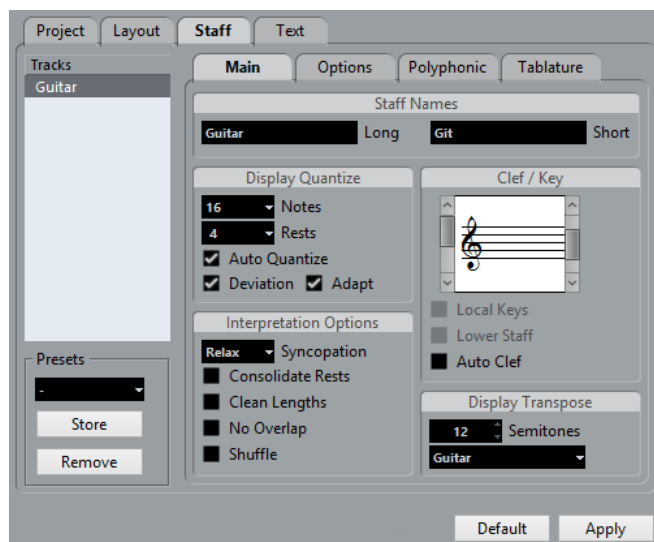 Project Layout Staff Text
Tracks
Guitar
Main Options Polyphonic Tablature
Staff Names
Guitar Long Git Short
Display Quantize
16 Notes
4 Rests
Auto Quantize
Deviation Adapt
Clef / Key
Local Keys
Lower Staff
Auto Clef
Interpretation Options
Relax Syncopation
Consolidate Rests
Clean Lengths
No Overlap
Shuffle
Display Transpose
12 Semitones
Guitar
Presets
-
Store
Remove
Default Apply